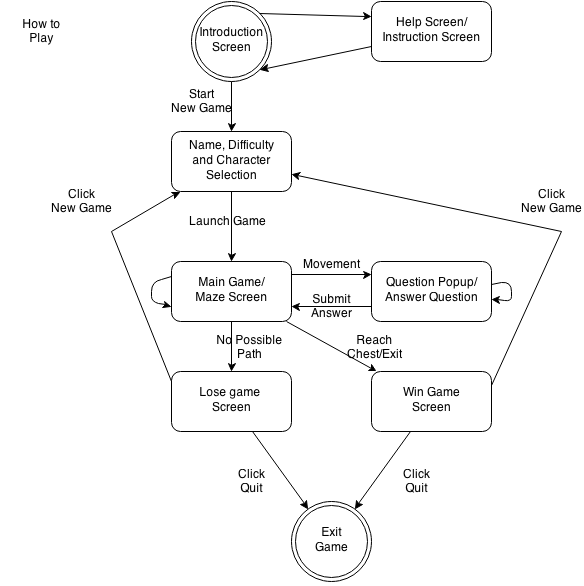 How to
Play
Introduction
Screen
Help Screen/
Instruction Screen
Start
New Game
Name, Difficulty
and Character
Selection
Click
New Game
Click
New Game
Launch Game
Main Game/
Maze Screen
Movement
Submit
Answer
Question Popup/
Answer Question
No Possible
Path
Reach
Chest/Exit
Lose game
Screen
Win Game
Screen
Click
Quit
Click
Quit
Exit
Game